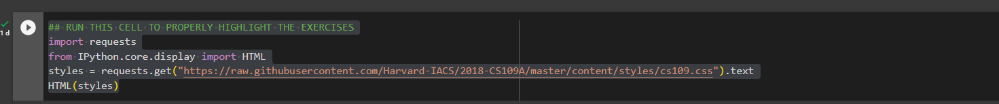 ## RUN THIS CELL TO PROPERLY HIGHLIGHT THE EXERCISES
import requests
from IPython.core.display import HTML
styles = requests.get("https://raw.githubusercontent.com/Harvard-IACS/2018-CS109A/master/content/styles/cs109.css").text
HTML(styles)
1 d